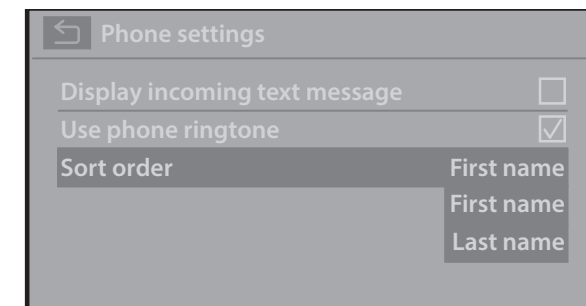 Phone settings
Display incoming text message
Use phone ringtone
Sort order First name
First name
Last name